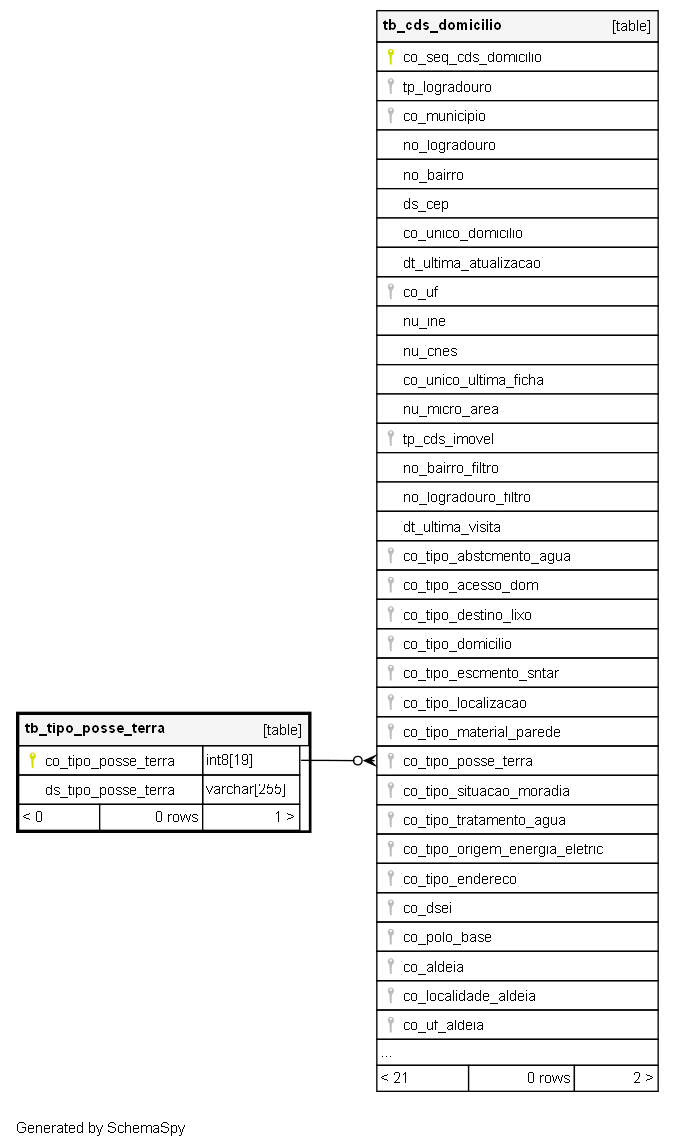 tb_cds_domicilio [table]
co_seq_cds_domicilio
tp_logradouro
co_municipio
no_logradouro
no_bairro
ds_cep
co_unico_domicilio
dt_ultima_atualizacao
co_uf
nu_ine
nu_cnes
co_unico_ultima_ficha
nu_micro_area
tp_cds_imovel
no_bairro_filtro
no_logradouro_filtro
dt_ultima_visita
co_tipo_abstcmento_agua
co_tipo_acesso_dom
co_tipo_destino_lixo
co_tipo_domicilio
co_tipo_escmento_sntar
co_tipo_localizacao
co_tipo_material_parede
co_tipo_posse_terra
co_tipo_situacao_moradia
co_tipo_tratamento_agua
co_tipo_origem_energia_eletric
co_tipo_endereco
co_dsei
co_polo_base
co_aldeia
co_localidade_aldeia
co_uf_aldeia
...
< 21 0 rows 2 >
tb_tipo_posse_terra [table]
co_tipo_posse_terra int8[19]
ds_tipo_posse_terra varchar[255]
< 0 0 rows 1 >
Generated by SchemaSpy